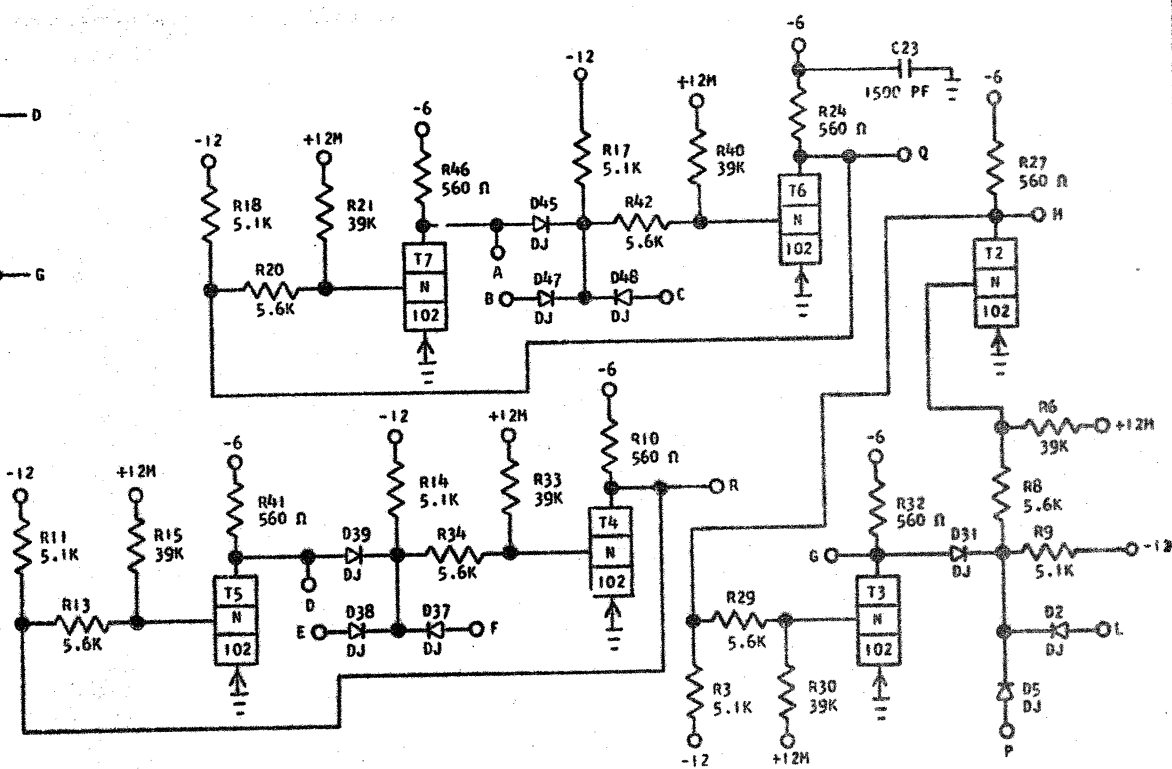 D
G
-12
R18
5.1K
+12M
R21
39K
R20
5.6K
-6
R46
560 Ω
T7
N
102
A
D45
DJ
D47
B
DJ
D48
C
DJ
-12
R17
5.1K
R42
5.6K
+12M
R40
39K
-6
C23
1500 PF
R24
560 Ω
Q
T6
N
102
-6
R27
560 Ω
T2
N
102
R6
+12M
39K
R8
5.6K
R9
-12
5.1K
D2
L
DJ
D5
DJ
P
-12
R11
5.1K
+12M
R15
39K
R13
5.6K
-6
R41
560 Ω
T5
N
102
D
D39
DJ
D38
E
DJ
D37
F
DJ
-12
R14
5.1K
R34
5.6K
+12M
R33
39K
-6
R10
560 Ω
R
T4
N
102
-6
R32
560 Ω
G
D31
DJ
T3
N
102
R29
5.6K
R3
5.1K
-12
R30
39K
+12M